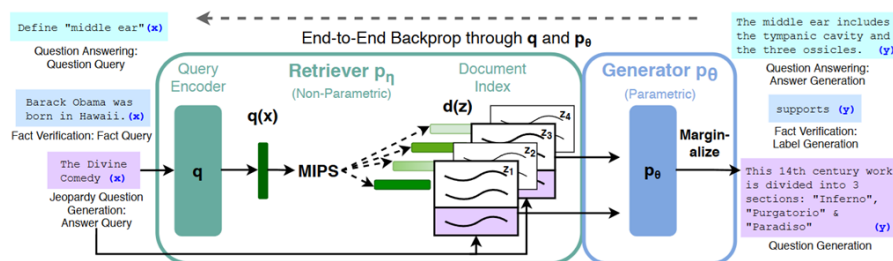 Define "middle ear" (x)
Question Answering:
Question Query
Barack Obama was
born in Hawaii. (x)
Fact Verification: Fact Query
The Divine
Comedy (x)
Jeopardy Question
Generation:
Answer Query
End-to-End Backprop through q and pθ
Query
Encoder
q
Retriever pη
(Non-Parametric)
q(x)
MIPS
Document
Index
d(z)
z4
z3
z2
z1
Generator pθ
(Parametric)
pθ
Margin-
alize
The middle ear includes
the tympanic cavity and
the three ossicles. (y)
Question Answering:
Answer Generation
supports (y)
Fact Verification:
Label Generation
This 14th century work
is divided into 3
sections: "Inferno",
"Purgatorio" &
"Paradiso" (y)
Question Generation